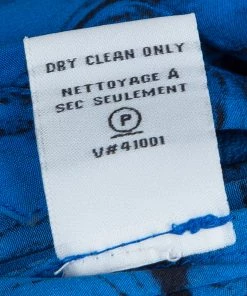 DRY CLEAN ONLY
NETTOYAGE A
SEC SEULEMENT
P
V#41001